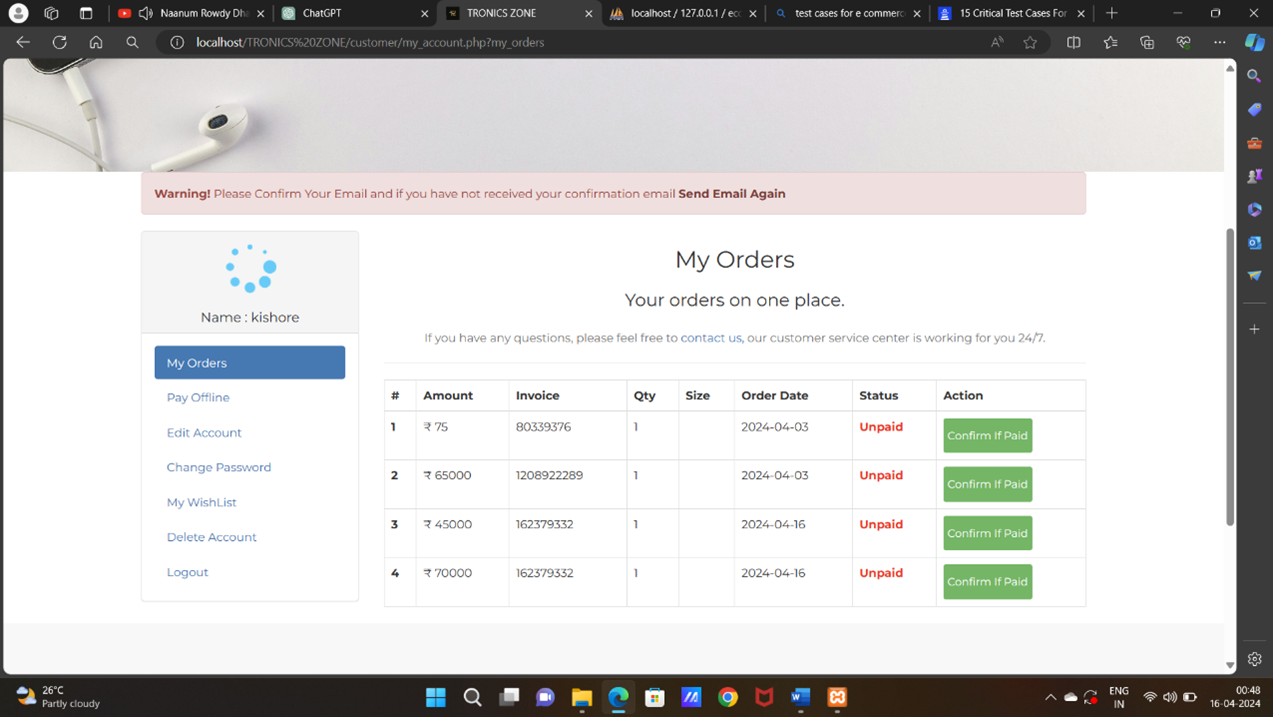 Naanum Rowdy Dha
ChatGPT
TRONICS ZONE
localhost / 127.0.0.1 / eco
test cases for e commerc
15 Critical Test Cases For
localhost/TRONICS%20ZONE/customer/my_account.php?my_orders
Warning! Please Confirm Your Email and if you have not received your confirmation email Send Email Again
Name : kishore
My Orders
Pay Offline
Edit Account
Change Password
My WishList
Delete Account
Logout
My Orders
Your orders on one place.
If you have any questions, please feel free to contact us, our customer service center is working for you 24/7.
# Amount Invoice Qty Size Order Date Status Action
1 ₹ 75 80339376 1 2024-04-03 Unpaid Confirm If Paid
2 ₹ 65000 1208922289 1 2024-04-03 Unpaid Confirm If Paid
3 ₹ 45000 162379332 1 2024-04-16 Unpaid Confirm If Paid
4 ₹ 70000 162379332 1 2024-04-16 Unpaid Confirm If Paid
26°C
Partly cloudy
ENG
IN
00:48
16-04-2024